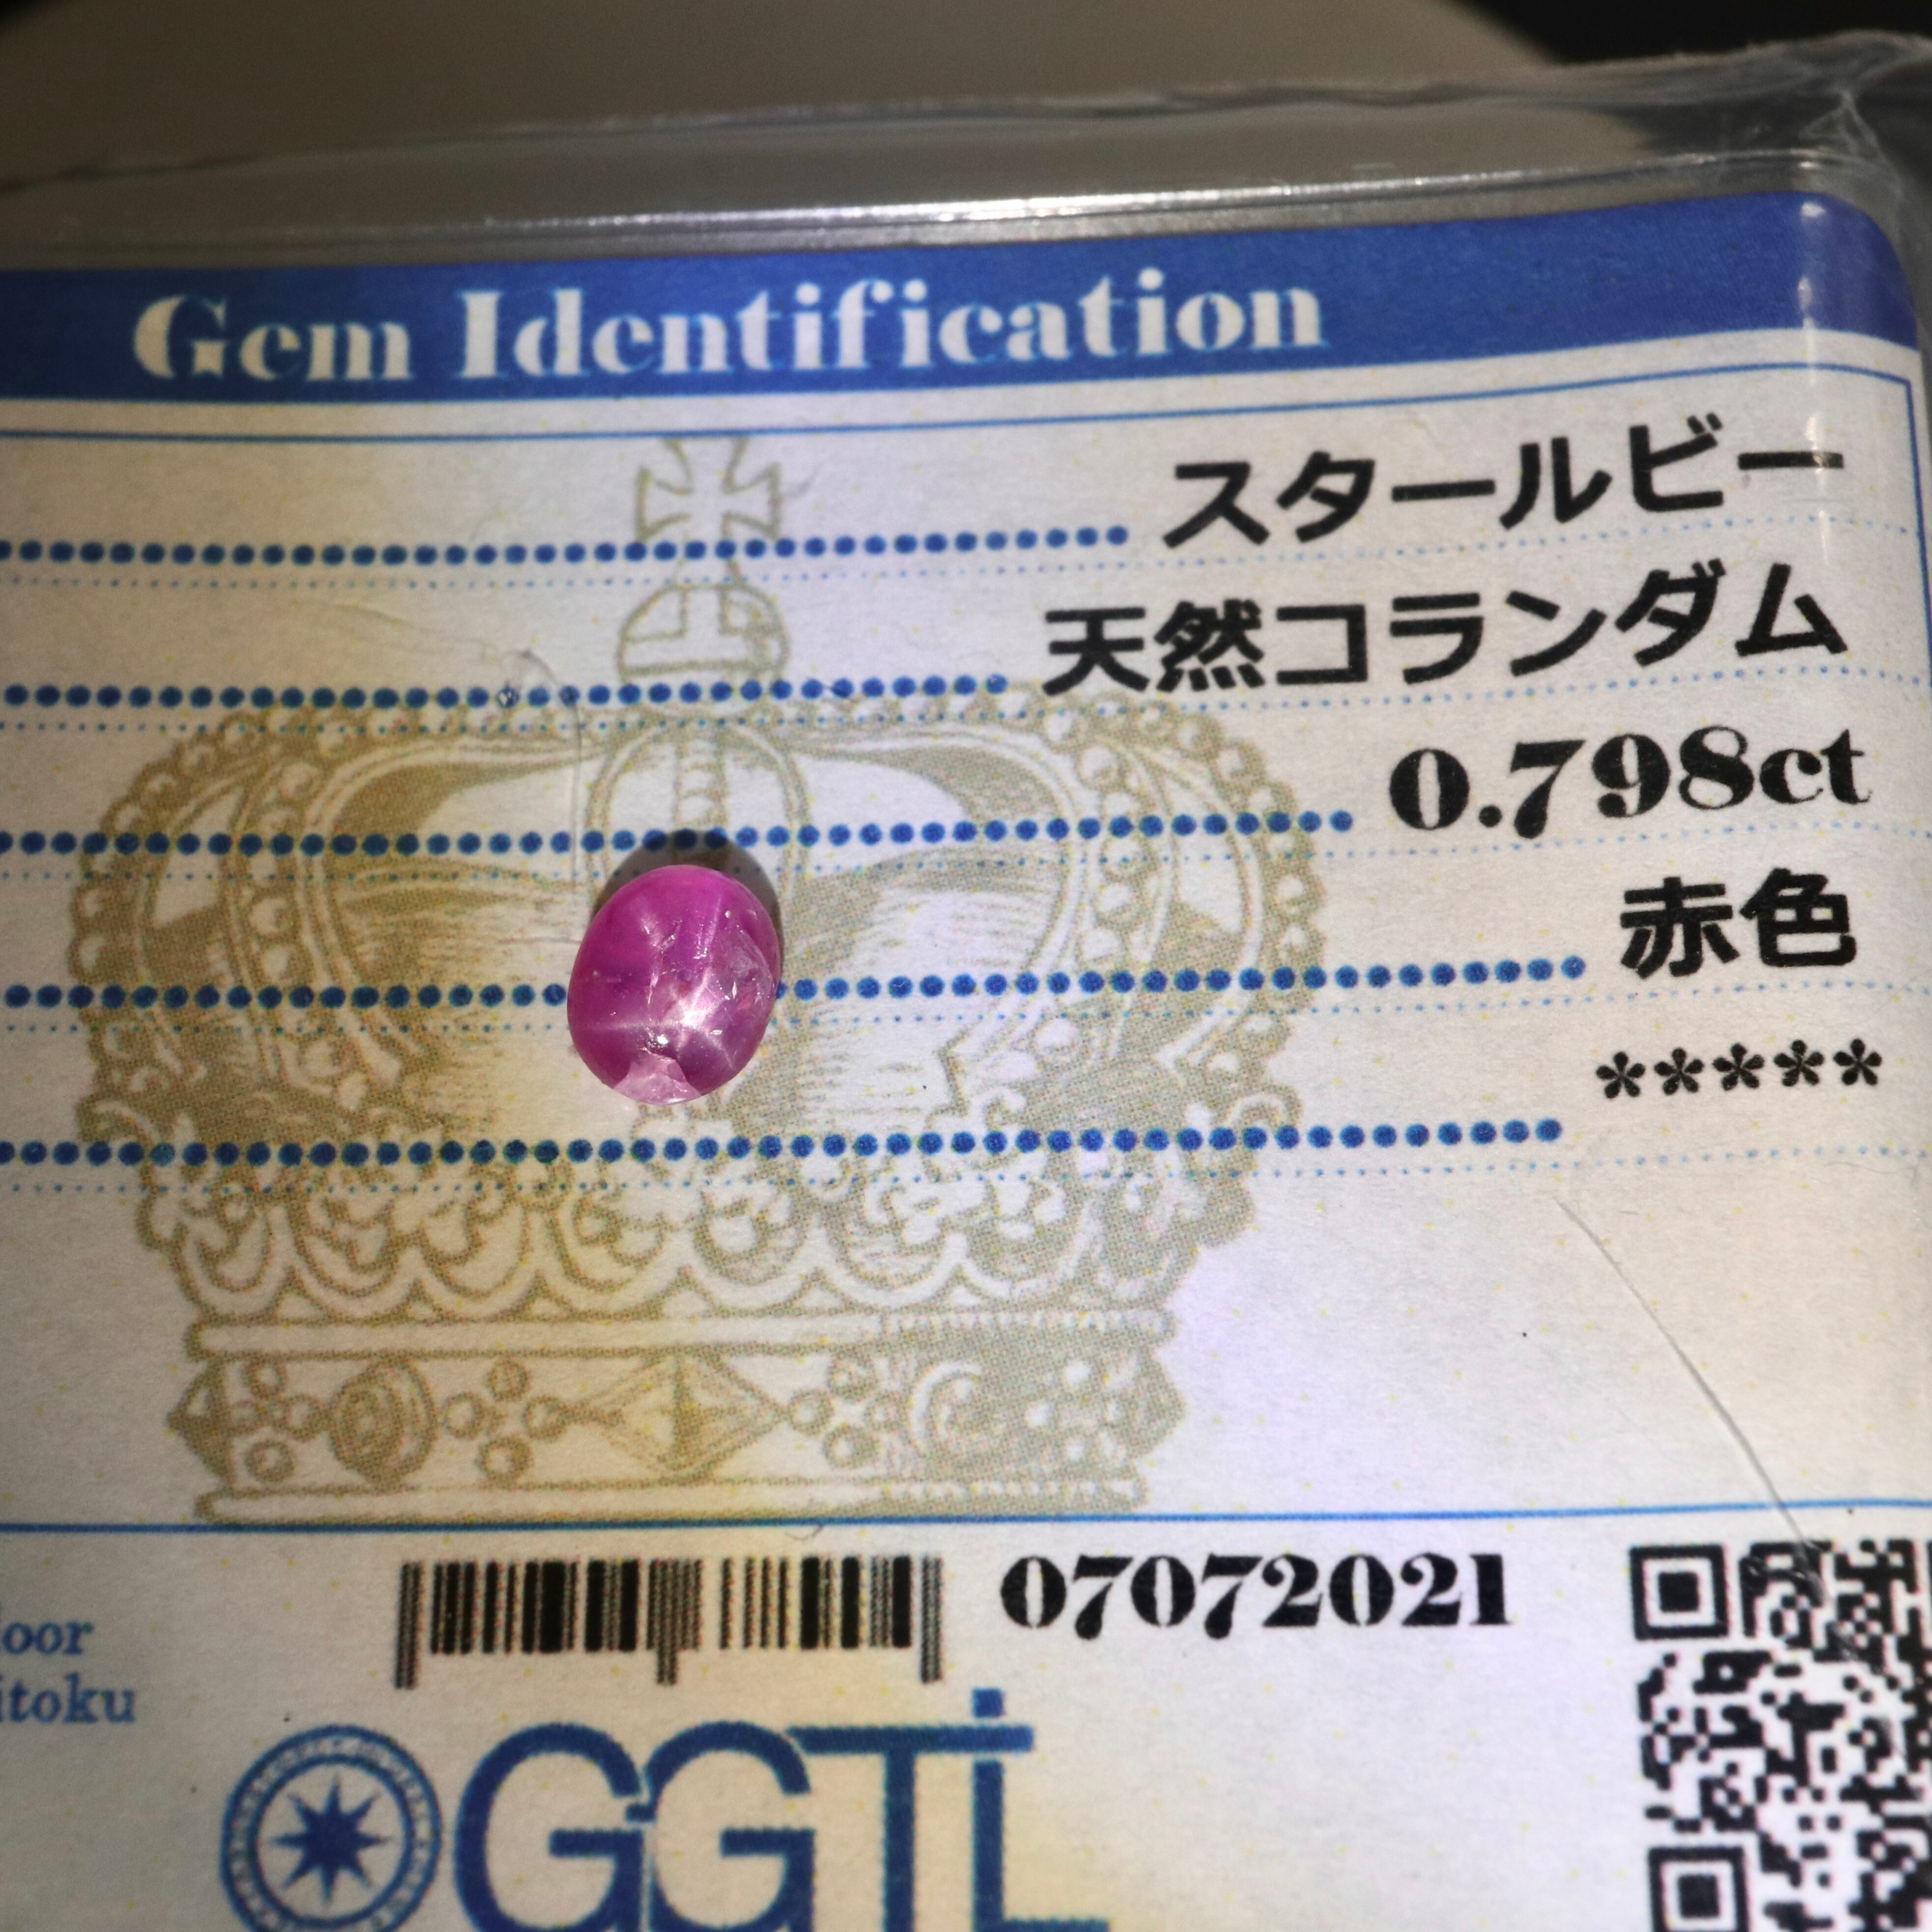 Gem Identification
スタールビー
天然コランダム
0.798ct
赤色
*****
07072021
oor
itoku
GGTL